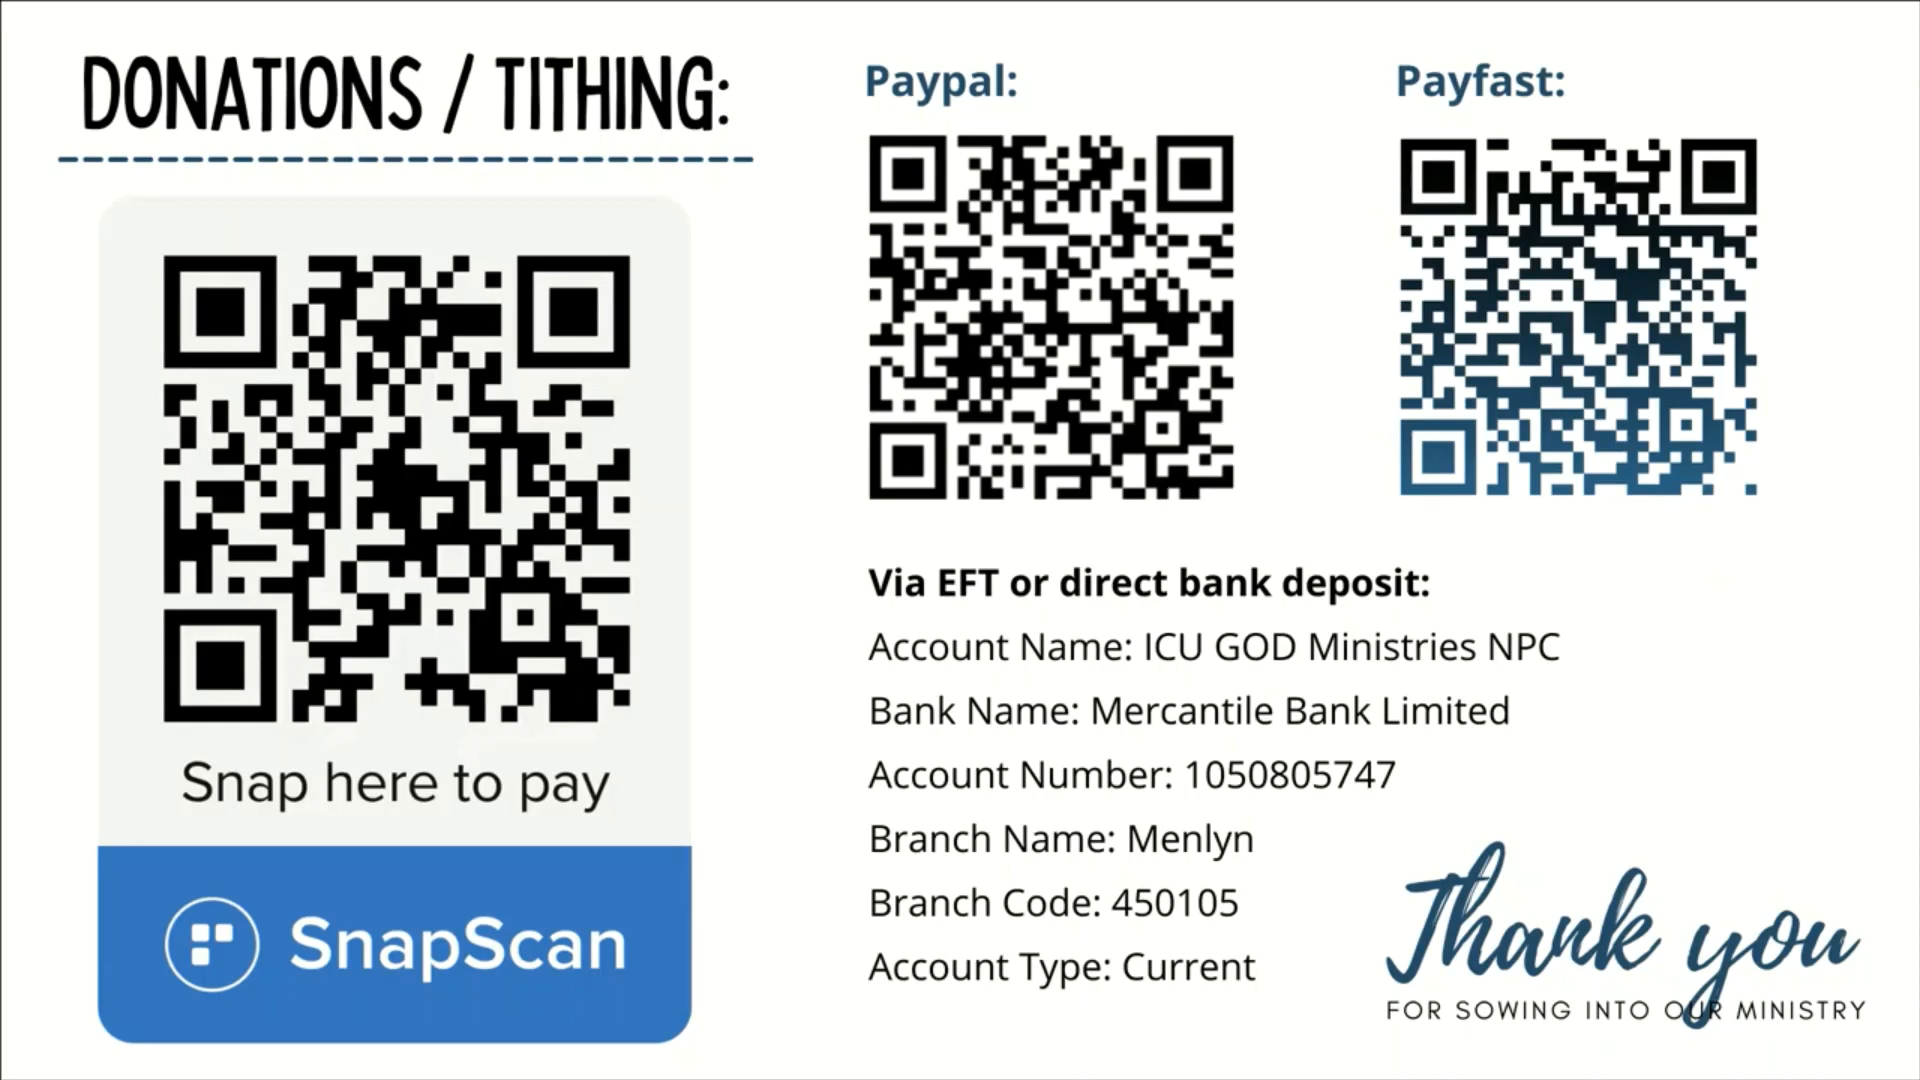 DONATIONS / TITHING:
Snap here to pay
SnapScan
Paypal:
Payfast:
Via EFT or direct bank deposit:
Account Name: ICU GOD Ministries NPC
Bank Name: Mercantile Bank Limited
Account Number: 1050805747
Branch Name: Menlyn
Branch Code: 450105
Account Type: Current
Thank you
FOR SOWING INTO OUR MINISTRY